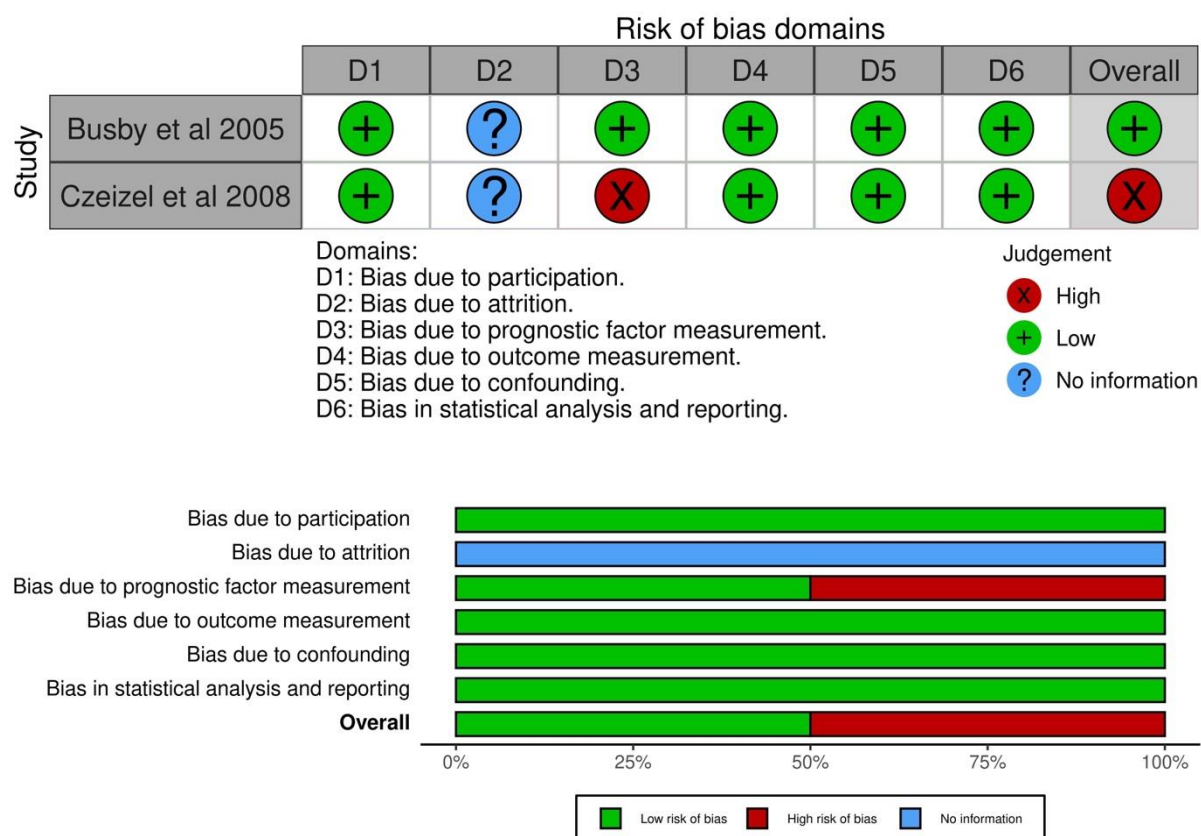 Risk of bias domains
D1 D2 D3 D4 D5 D6 Overall
Study
Busby et al 2005 + ? + + + + +
Czeizel et al 2008 + ? X + + + X
Domains:
D1: Bias due to participation.
D2: Bias due to attrition.
D3: Bias due to prognostic factor measurement.
D4: Bias due to outcome measurement.
D5: Bias due to confounding.
D6: Bias in statistical analysis and reporting.
Judgement
X High
+ Low
? No information
Bias due to participation
Bias due to attrition
Bias due to prognostic factor measurement
Bias due to outcome measurement
Bias due to confounding
Bias in statistical analysis and reporting
Overall
0% 25% 50% 75% 100%
Low risk of bias High risk of bias No information